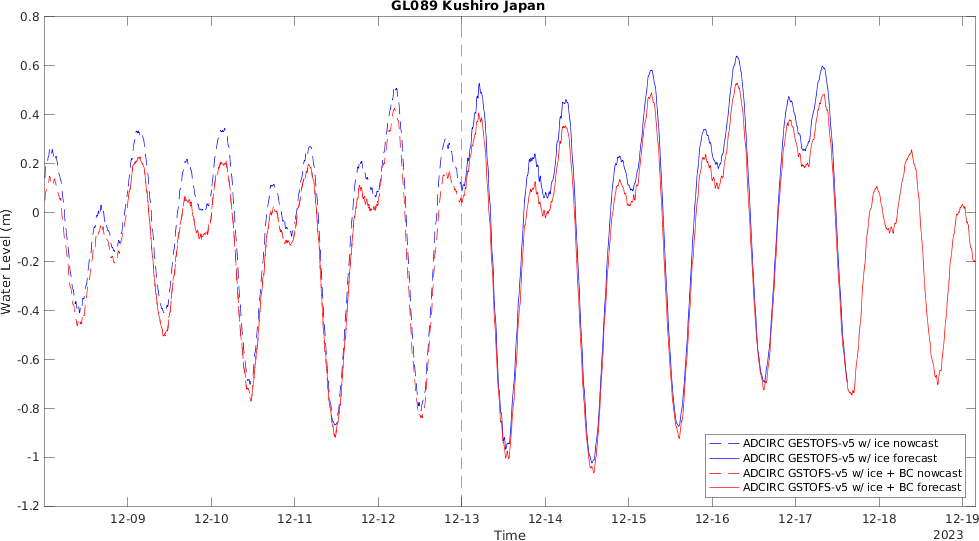 GL089 Kushiro Japan
Water Level (m)
0.8
0.6
0.4
0.2
0
-0.2
-0.4
-0.6
-0.8
-1
-1.2
ADCIRC GESTOFS-v5 w/ ice nowcast
ADCIRC GESTOFS-v5 w/ ice forecast
ADCIRC GSTOFS-v5 w/ ice + BC nowcast
ADCIRC GSTOFS-v5 w/ ice + BC forecast
12-09 12-10 12-11 12-12 12-13 12-14 12-15 12-16 12-17 12-18 12-19
Time
2023